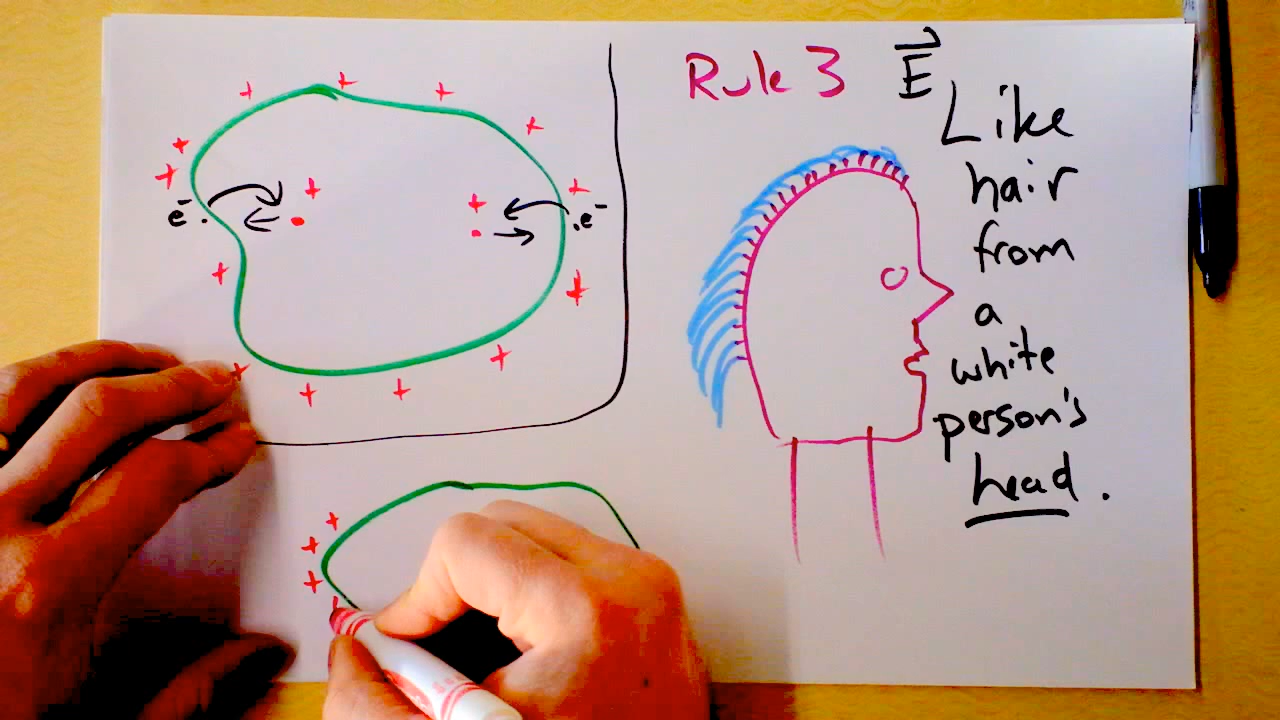 Rule 3 E
Like
hair
from
a
white
person's
head.
e⁻
e⁻